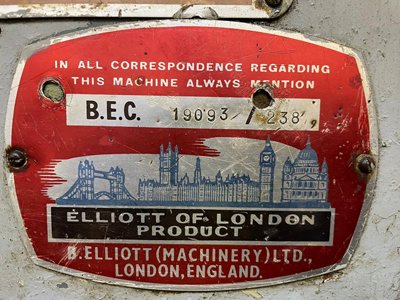 IN ALL CORRESPONDENCE REGARDING
THIS MACHINE ALWAYS MENTION
B.E.C. 19093 / 238,
ELLIOTT OF LONDON
PRODUCT
B. ELLIOTT (MACHINERY) LTD.,
LONDON, ENGLAND.